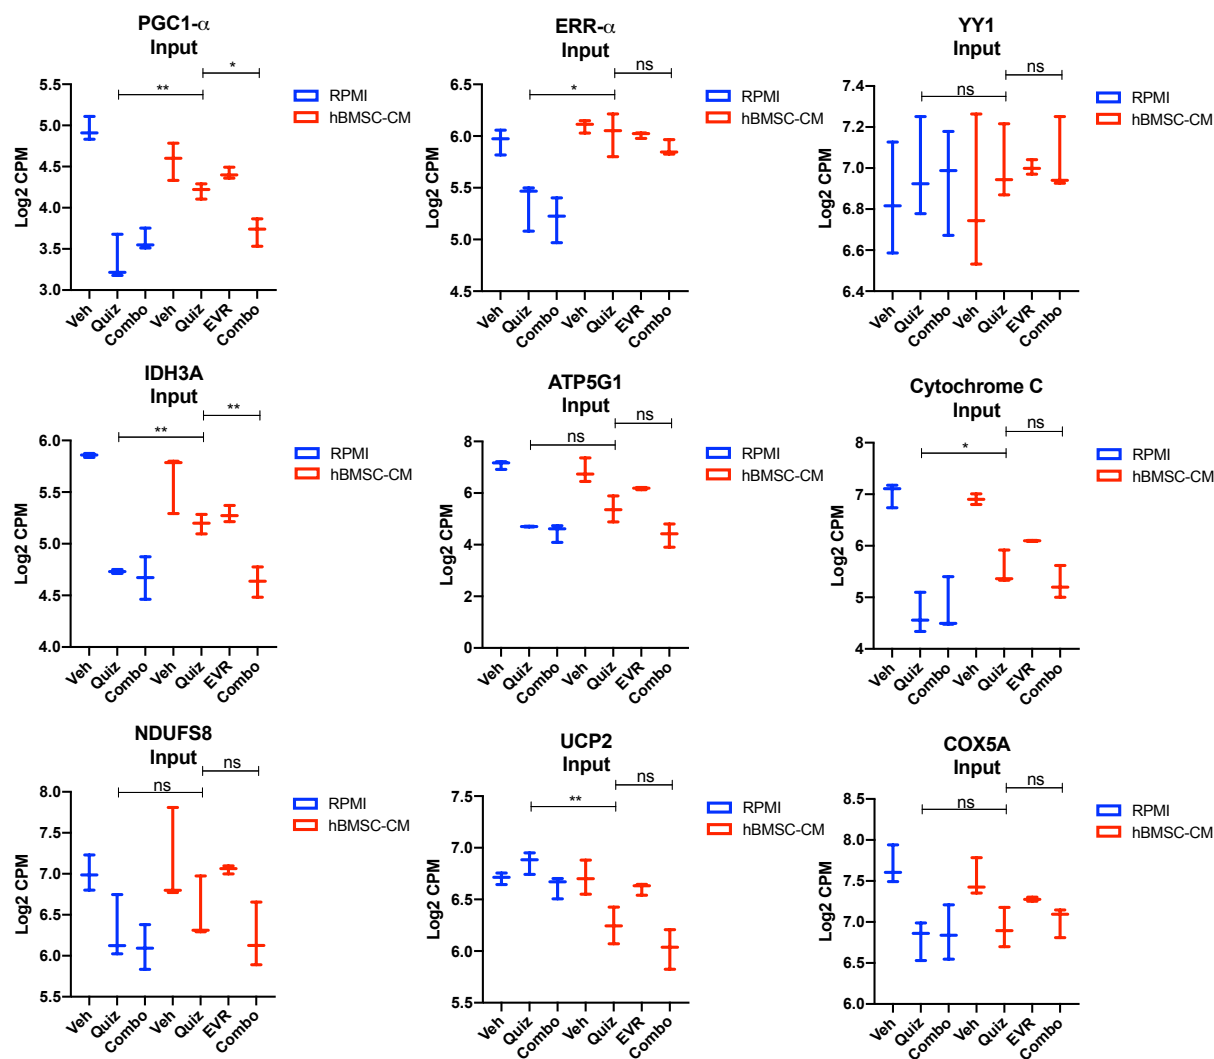 PGC1-α
Input
*
**
Log2 CPM
5.5
5.0
4.5
4.0
3.5
3.0
RPMI
hBMSC-CM
Veh
Quiz
Combo
Veh
Quiz
EVR
Combo
ERR-α
Input
ns
*
Log2 CPM
6.5
6.0
5.5
5.0
4.5
RPMI
hBMSC-CM
Veh
Quiz
Combo
Veh
Quiz
EVR
Combo
YY1
Input
ns
ns
Log2 CPM
7.4
7.2
7.0
6.8
6.6
6.4
RPMI
hBMSC-CM
Veh
Quiz
Combo
Veh
Quiz
EVR
Combo
IDH3A
Input
**
**
Log2 CPM
6.0
5.5
5.0
4.5
4.0
RPMI
hBMSC-CM
Veh
Quiz
Combo
Veh
Quiz
EVR
Combo
ATP5G1
Input
ns
ns
Log2 CPM
8
6
4
2
0
RPMI
hBMSC-CM
Veh
Quiz
Combo
Veh
Quiz
EVR
Combo
Cytochrome C
Input
ns
*
Log2 CPM
8
7
6
5
4
RPMI
hBMSC-CM
Veh
Quiz
Combo
Veh
Quiz
EVR
Combo
NDUFS8
Input
ns
ns
Log2 CPM
8.0
7.5
7.0
6.5
6.0
5.5
RPMI
hBMSC-CM
Veh
Quiz
Combo
Veh
Quiz
EVR
Combo
UCP2
Input
ns
**
Log2 CPM
7.5
7.0
6.5
6.0
5.5
RPMI
hBMSC-CM
Veh
Quiz
Combo
Veh
Quiz
EVR
Combo
COX5A
Input
ns
ns
Log2 CPM
8.5
8.0
7.5
7.0
6.5
6.0
RPMI
hBMSC-CM
Veh
Quiz
Combo
Veh
Quiz
EVR
Combo